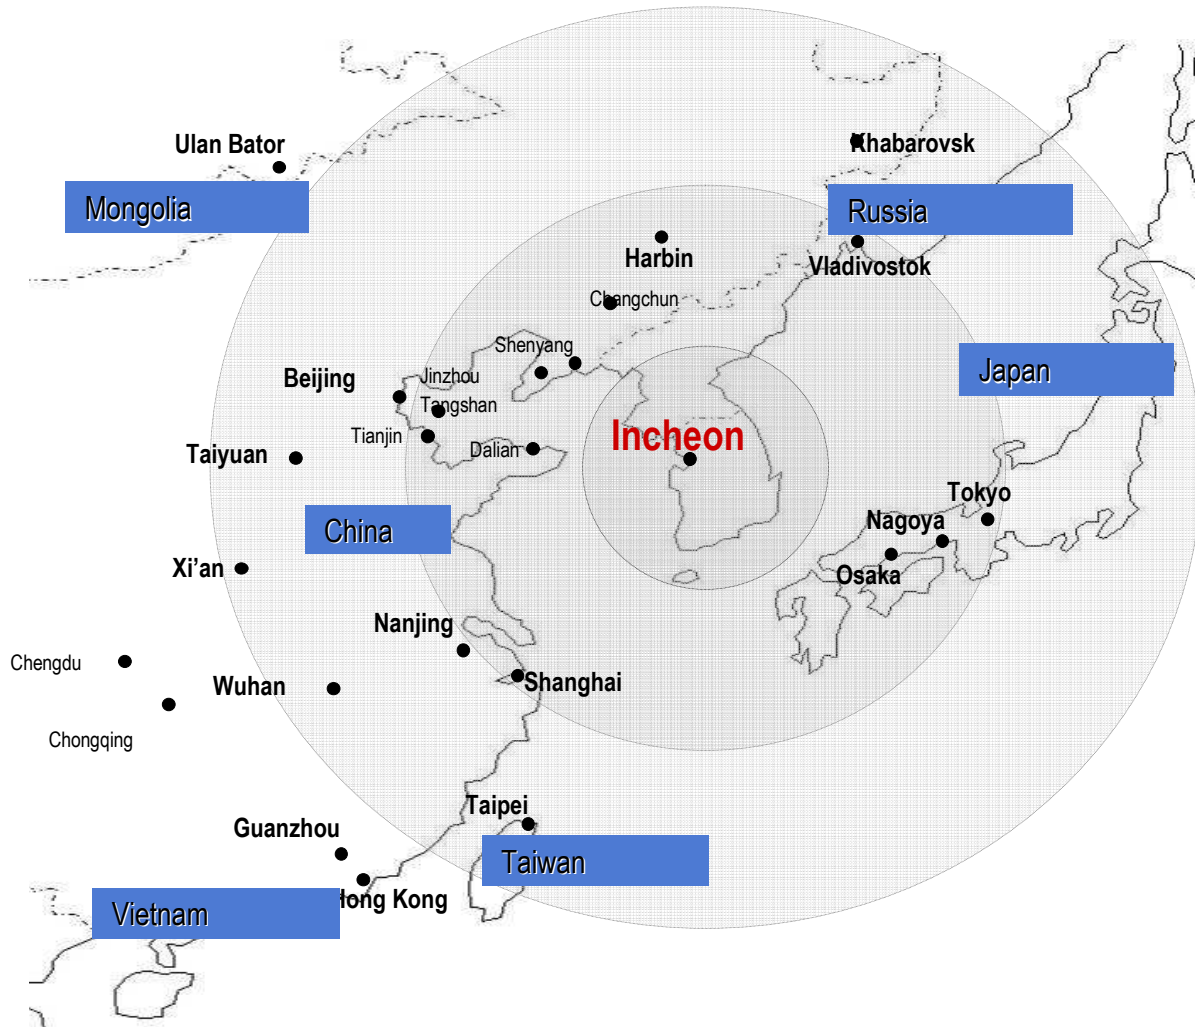 Ulan Bator
Khabarovsk
Mongolia
Russia
Harbin
Vladivostok
Changchun
Shenyang
Beijing
Jinzhou
Japan
Tangshan
Tianjin
Incheon
Dalian
Taiyuan
Tokyo
China
Nagoya
Xi’an
Osaka
Nanjing
Chengdu
Wuhan
Shanghai
Chongqing
Taipei
Guanzhou
Taiwan
Hong Kong
Vietnam